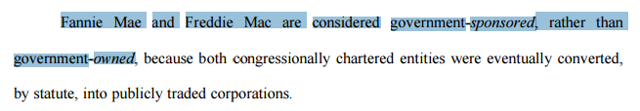 Fannie Mae and Freddie Mac are considered government-sponsored, rather than
government-owned, because both congressionally chartered entities were eventually converted,
by statute, into publicly traded corporations.